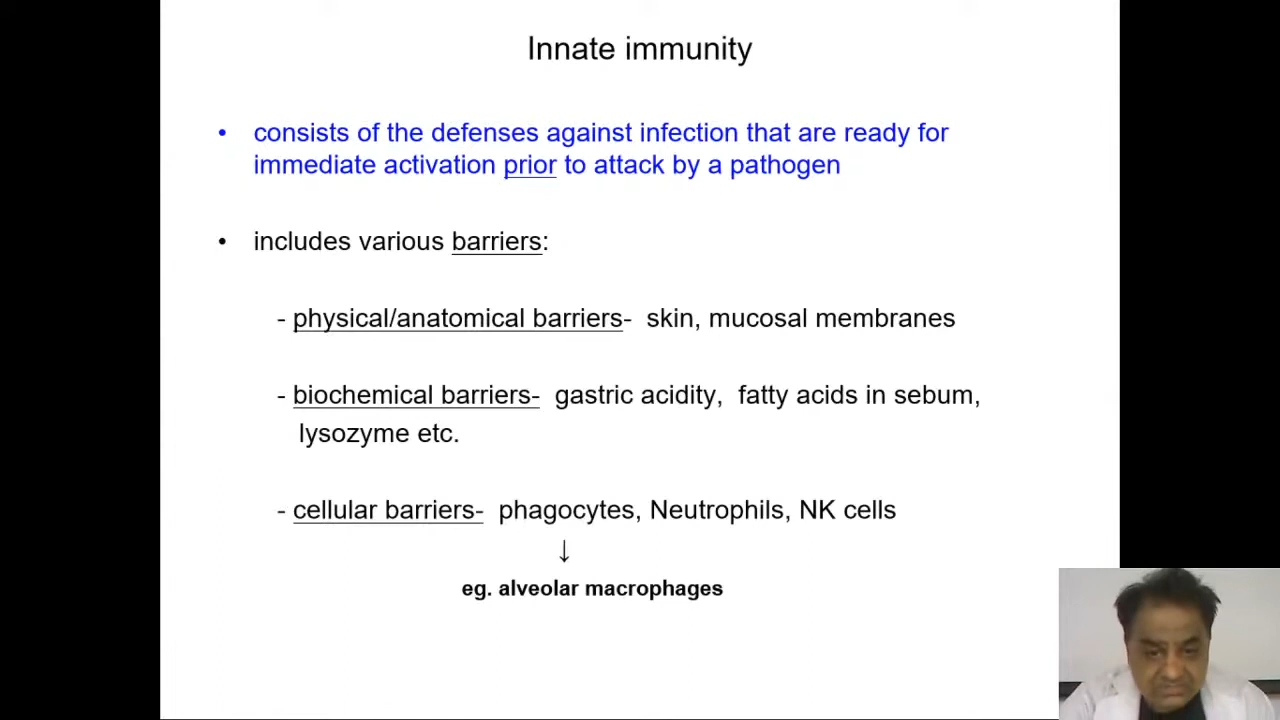 Innate immunity
• consists of the defenses against infection that are ready for
immediate activation prior to attack by a pathogen
• includes various barriers:
- physical/anatomical barriers- skin, mucosal membranes
- biochemical barriers- gastric acidity, fatty acids in sebum,
lysozyme etc.
- cellular barriers- phagocytes, Neutrophils, NK cells
↓
eg. alveolar macrophages